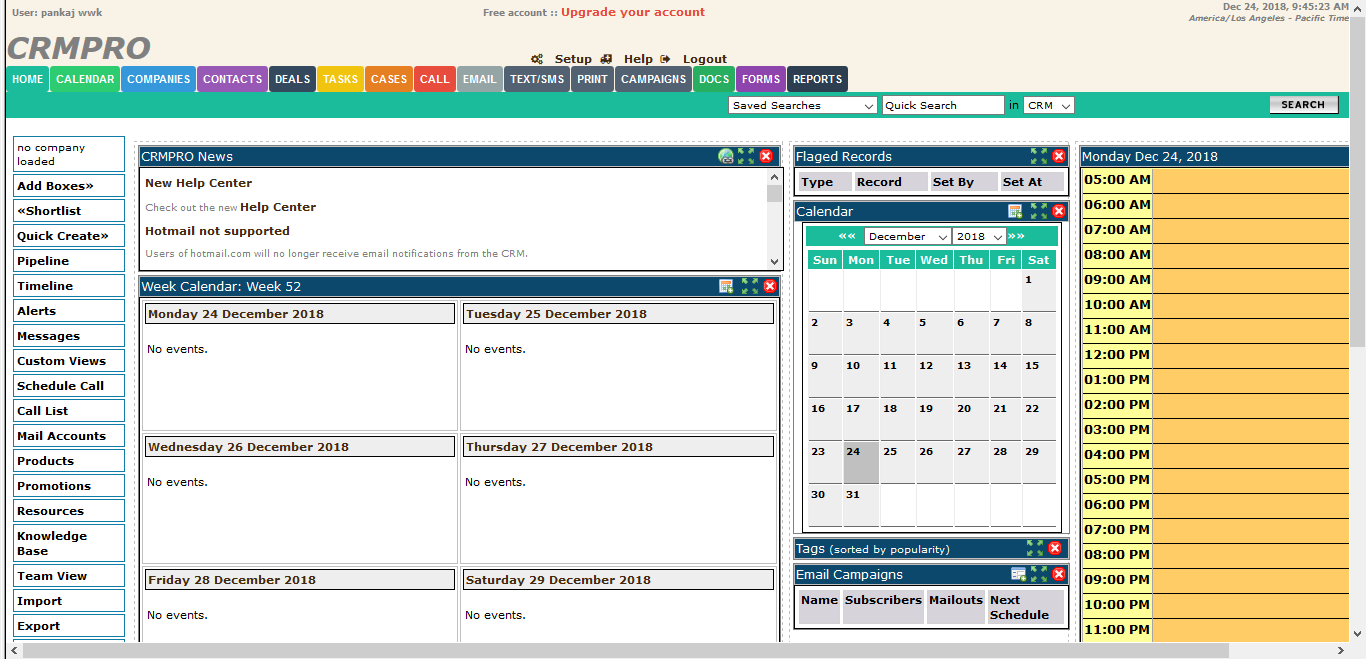 User: pankaj wwk
Free account :: Upgrade your account
Dec 24, 2018, 9:45:23 AM
America/Los Angeles - Pacific Time
CRMPRO
Setup Help Logout
HOME CALENDAR COMPANIES CONTACTS DEALS TASKS CASES CALL EMAIL TEXT/SMS PRINT CAMPAIGNS DOCS FORMS REPORTS
Saved Searches Quick Search in CRM SEARCH
no company
loaded
Add Boxes»
«Shortlist
Quick Create»
Pipeline
Timeline
Alerts
Messages
Custom Views
Schedule Call
Call List
Mail Accounts
Products
Promotions
Resources
Knowledge
Base
Team View
Import
Export
CRMPRO News
New Help Center
Check out the new Help Center
Hotmail not supported
Users of hotmail.com will no longer receive email notifications from the CRM.
Week Calendar: Week 52
Monday 24 December 2018
No events.
Tuesday 25 December 2018
No events.
Wednesday 26 December 2018
No events.
Thursday 27 December 2018
No events.
Friday 28 December 2018
No events.
Saturday 29 December 2018
No events.
Flaged Records
Type Record Set By Set At
Calendar
«« December 2018 »»
Sun Mon Tue Wed Thu Fri Sat
1
2 3 4 5 6 7 8
9 10 11 12 13 14 15
16 17 18 19 20 21 22
23 24 25 26 27 28 29
30 31
Tags (sorted by popularity)
Email Campaigns
Name Subscribers Mailouts Next
Schedule
Monday Dec 24, 2018
05:00 AM
06:00 AM
07:00 AM
08:00 AM
09:00 AM
10:00 AM
11:00 AM
12:00 PM
01:00 PM
02:00 PM
03:00 PM
04:00 PM
05:00 PM
06:00 PM
07:00 PM
08:00 PM
09:00 PM
10:00 PM
11:00 PM